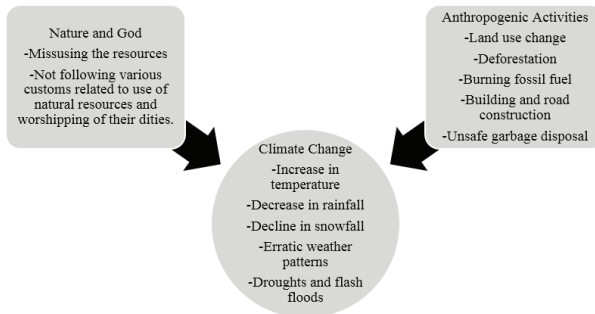 Nature and God
-Missusing the resources
-Not following various
customs related to use of
natural resources and
worshipping of their dities.
Anthropogenic Activities
-Land use change
-Deforestation
-Burning fossil fuel
-Building and road
construction
-Unsafe garbage disposal
Climate Change
-Increase in
temperature
-Decrease in rainfall
-Decline in snowfall
-Erratic weather
patterns
-Droughts and flash
floods